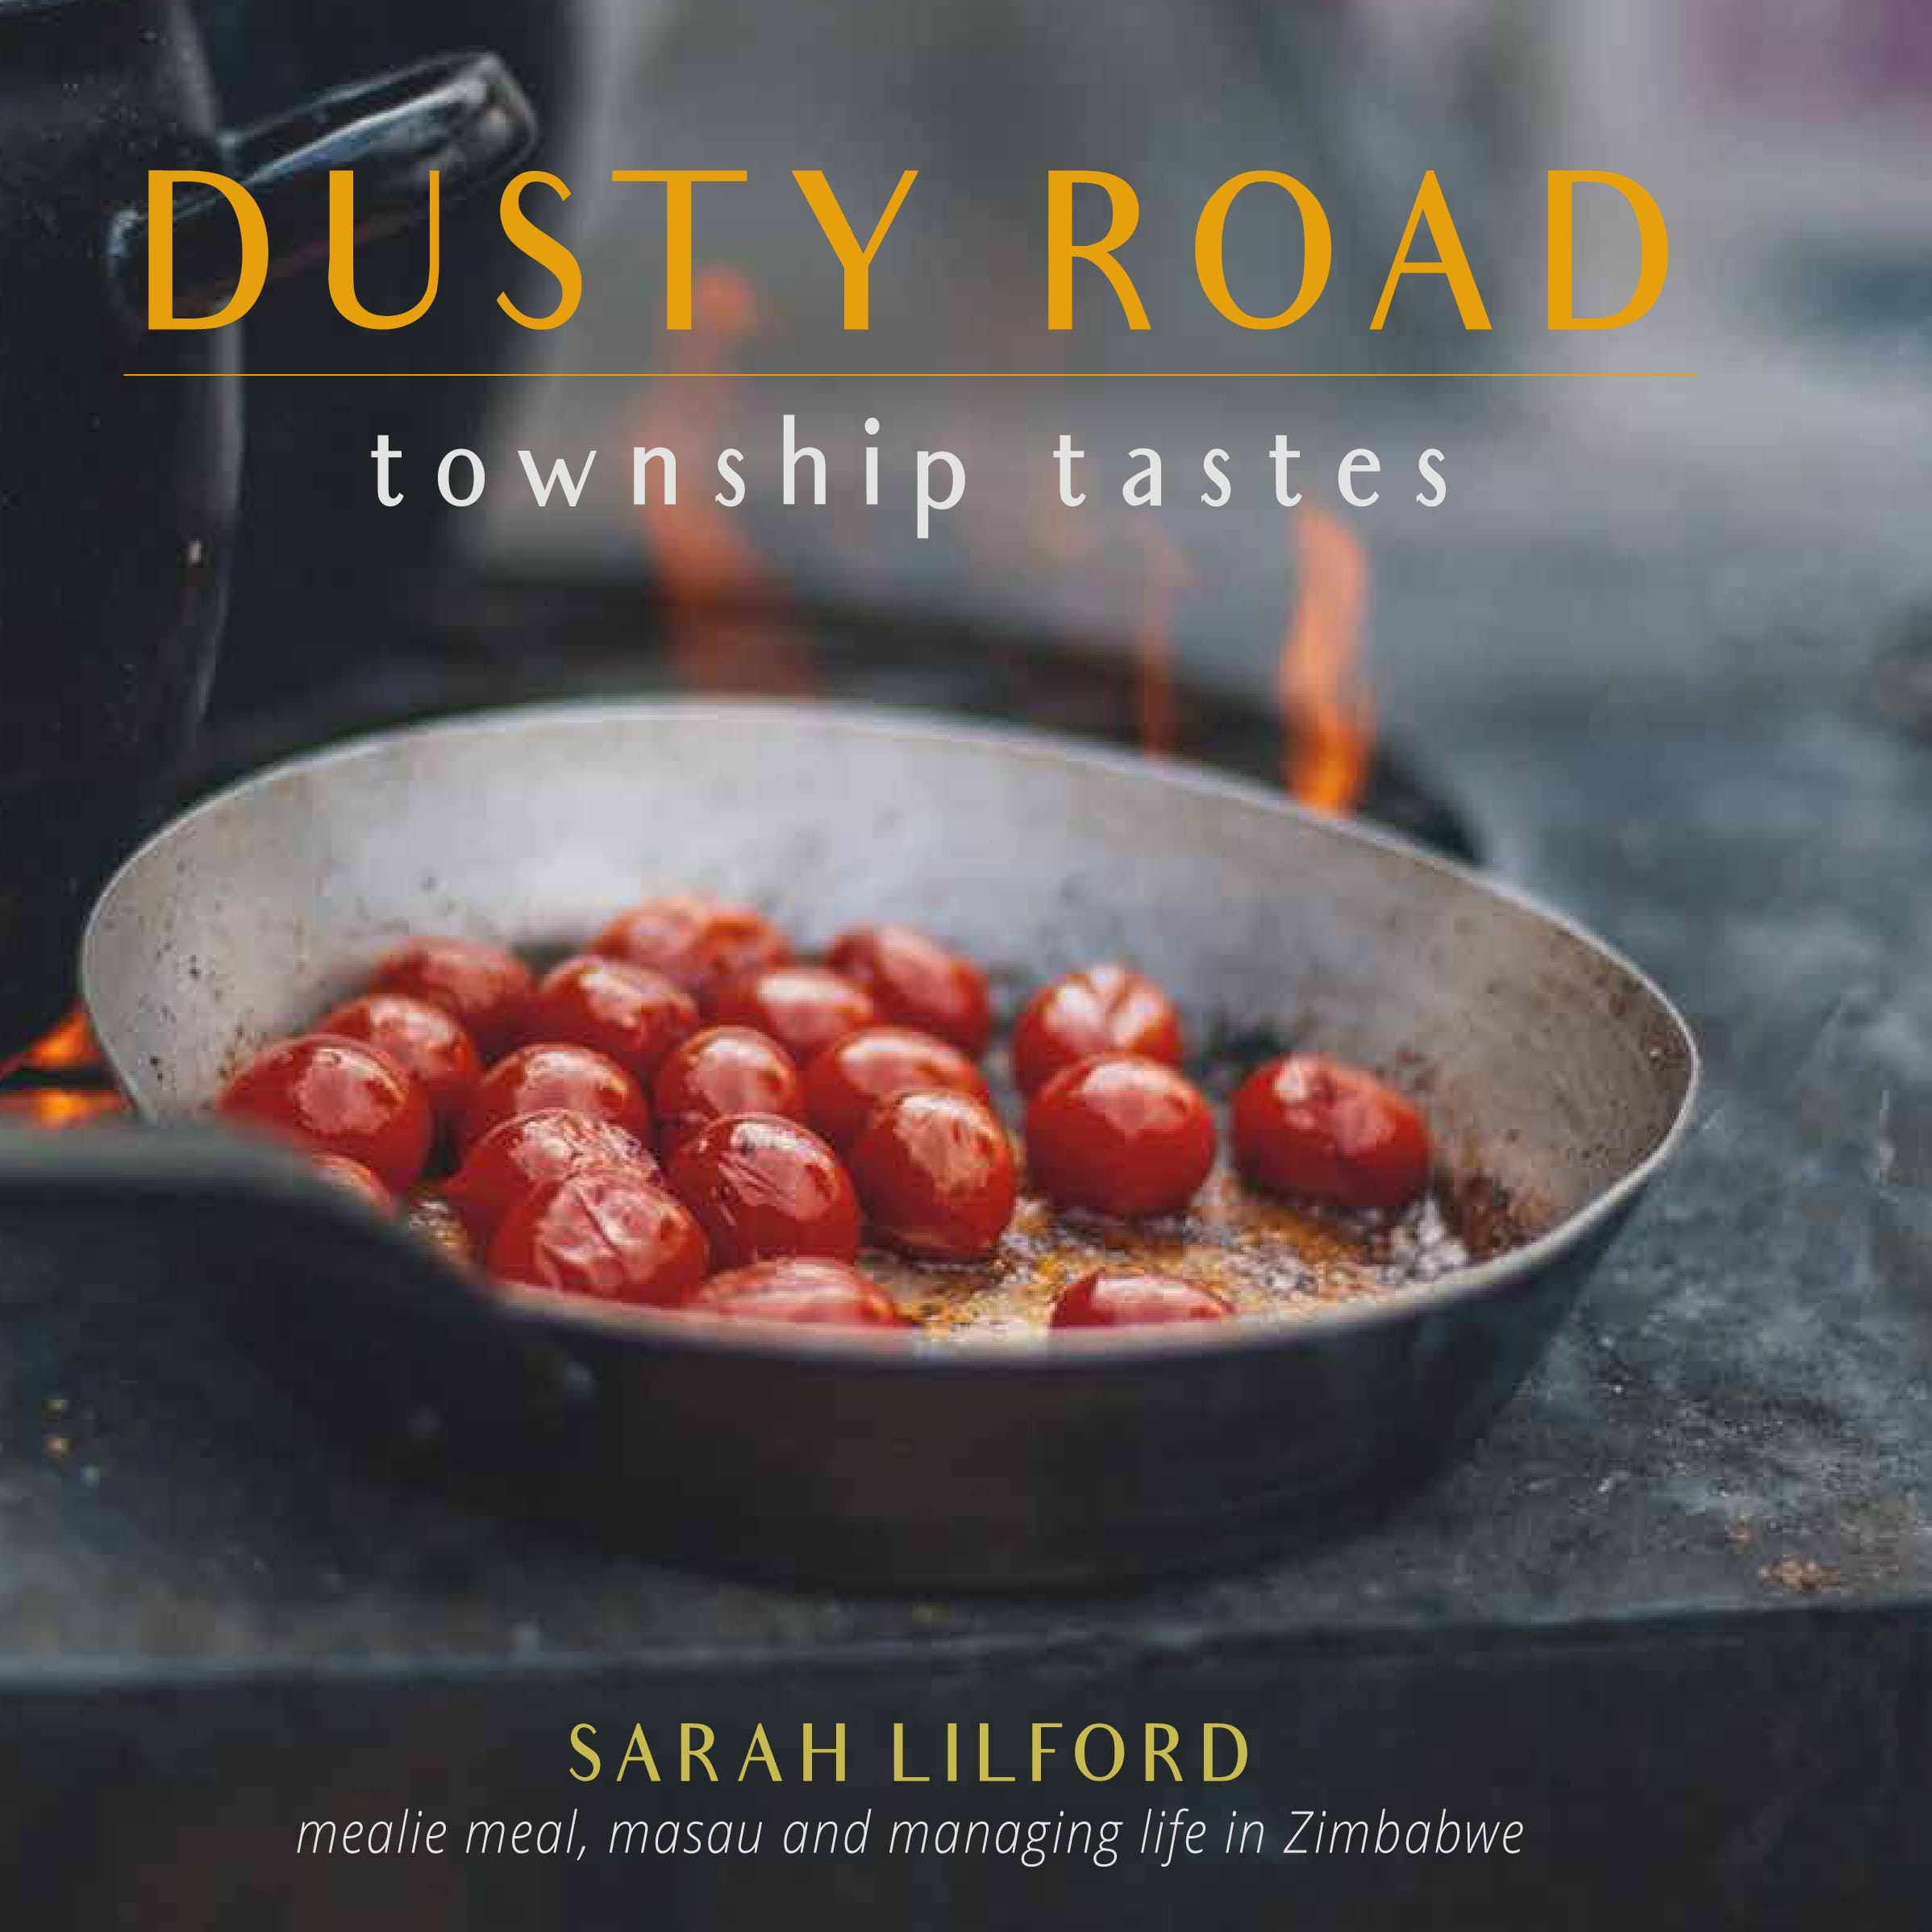 DUSTY ROAD
township tastes
SARAH LILFORD
mealie meal, masau and managing life in Zimbabwe